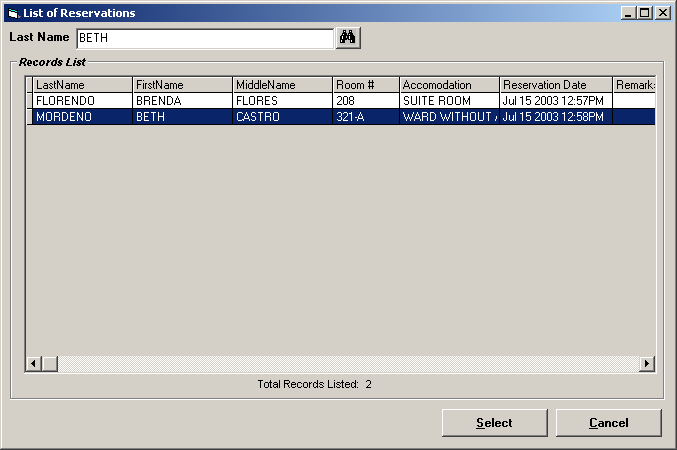 List of Reservations
Last Name BETH
Records List
LastName FirstName MiddleName Room # Accomodation Reservation Date Remark
FLORENDO BRENDA FLORES 208 SUITE ROOM Jul 15 2003 12:57PM
MORDENO BETH CASTRO 321-A WARD WITHOUT Jul 15 2003 12:58PM
Total Records Listed: 2
Select Cancel